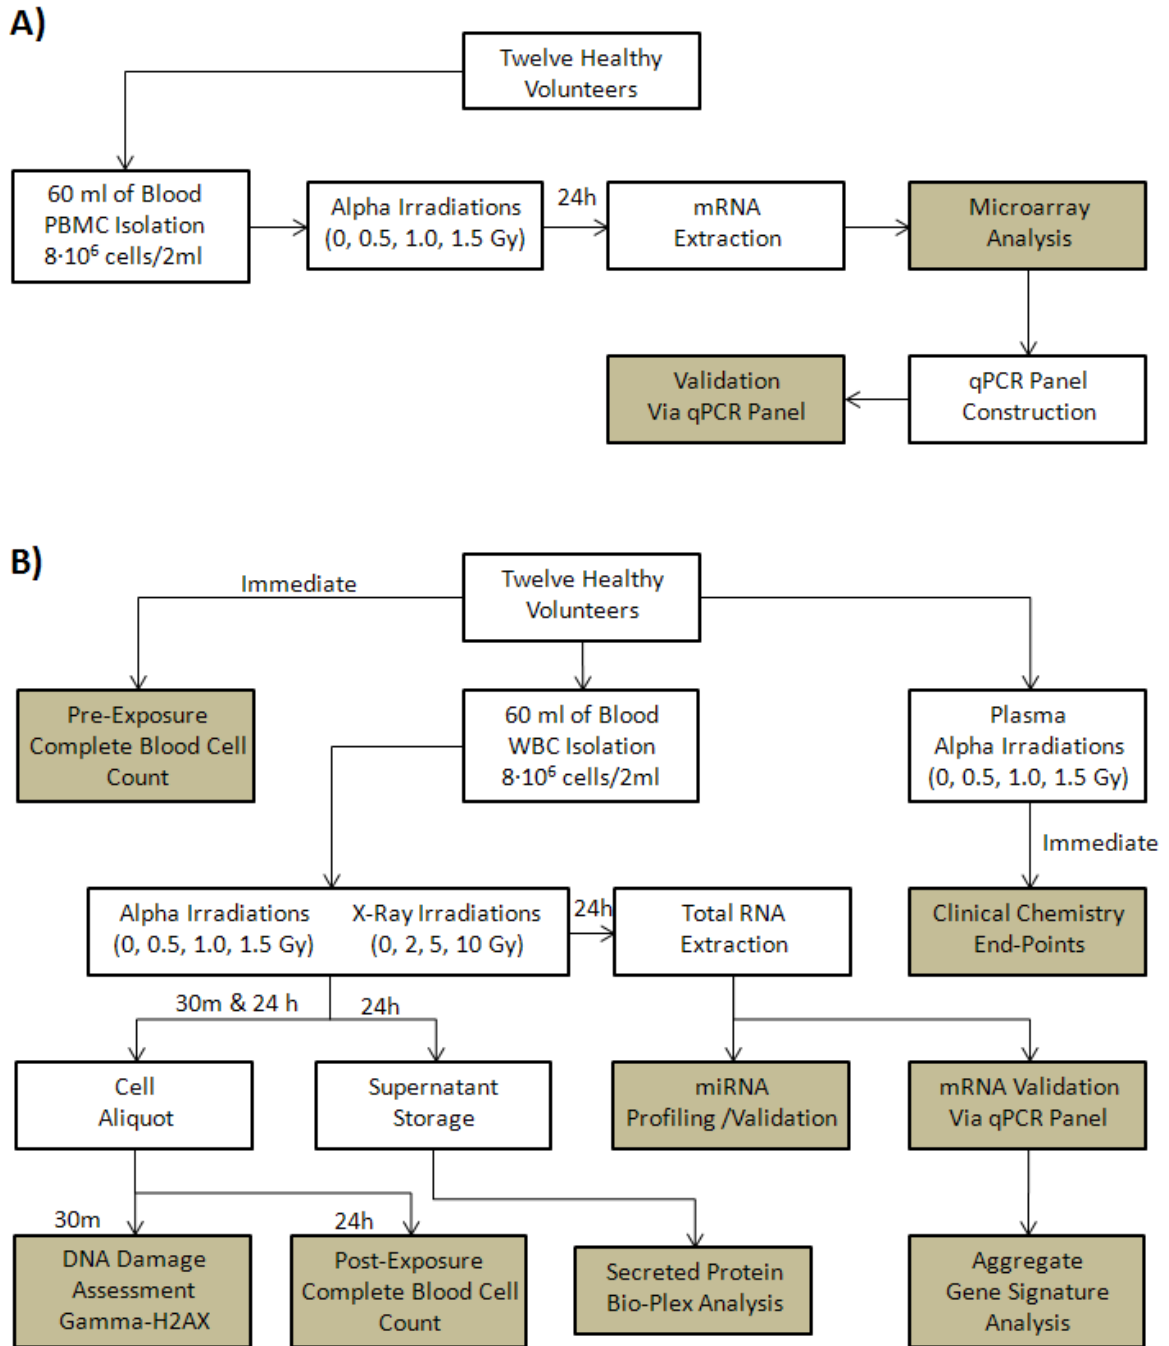 A)
Twelve Healthy
Volunteers
60 ml of Blood
PBMC Isolation
8·10⁶ cells/2ml
Alpha Irradiations
(0, 0.5, 1.0, 1.5 Gy)
24h
mRNA
Extraction
Microarray
Analysis
Validation
Via qPCR Panel
qPCR Panel
Construction
B)
Immediate
Twelve Healthy
Volunteers
Pre-Exposure
Complete Blood Cell
Count
60 ml of Blood
WBC Isolation
8·10⁶ cells/2ml
Plasma
Alpha Irradiations
(0, 0.5, 1.0, 1.5 Gy)
Immediate
Alpha Irradiations
(0, 0.5, 1.0, 1.5 Gy)
X-Ray Irradiations
(0, 2, 5, 10 Gy)
24h
Total RNA
Extraction
Clinical Chemistry
End-Points
30m & 24 h
24h
Cell
Aliquot
Supernatant
Storage
miRNA
Profiling /Validation
mRNA Validation
Via qPCR Panel
30m
24h
DNA Damage
Assessment
Gamma-H2AX
Post-Exposure
Complete Blood Cell
Count
Secreted Protein
Bio-Plex Analysis
Aggregate
Gene Signature
Analysis